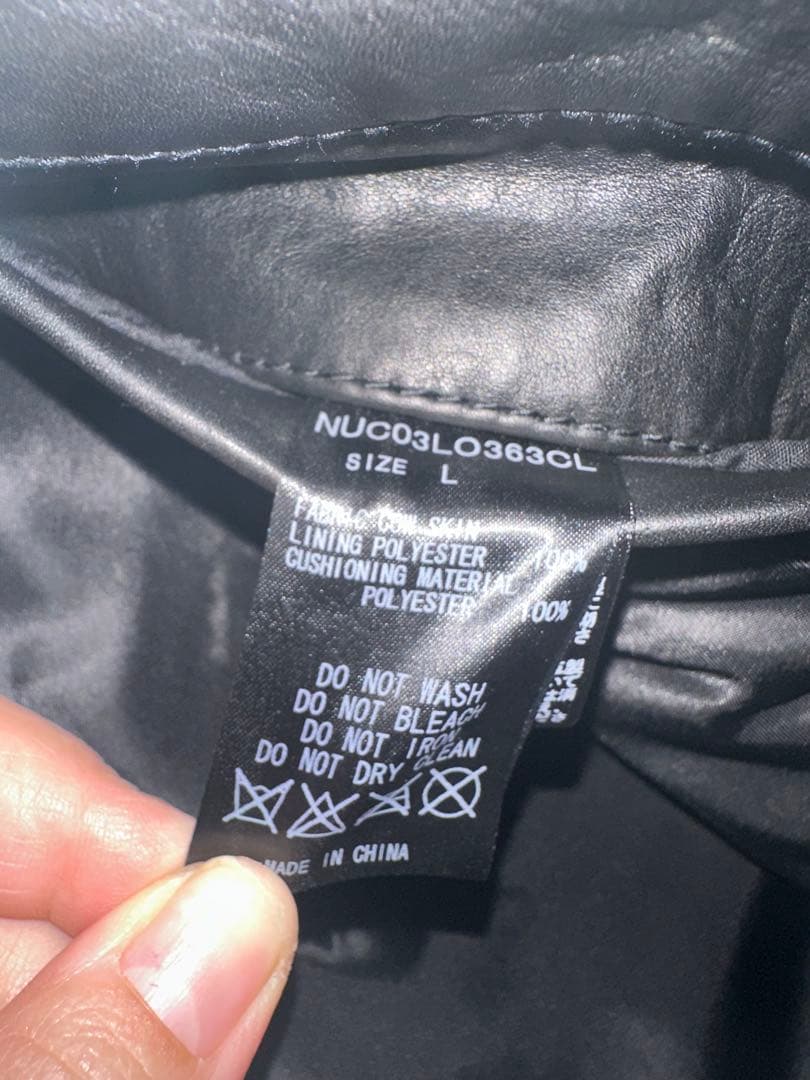 NUC03LO363CL
SIZE L
FABRIC COW SKIN
LINING POLYESTER 100%
CUSHIONING MATERIAL
POLYESTER 100%
DO NOT WASH
DO NOT BLEACH
DO NOT IRON
DO NOT DRY CLEAN
MADE IN CHINA